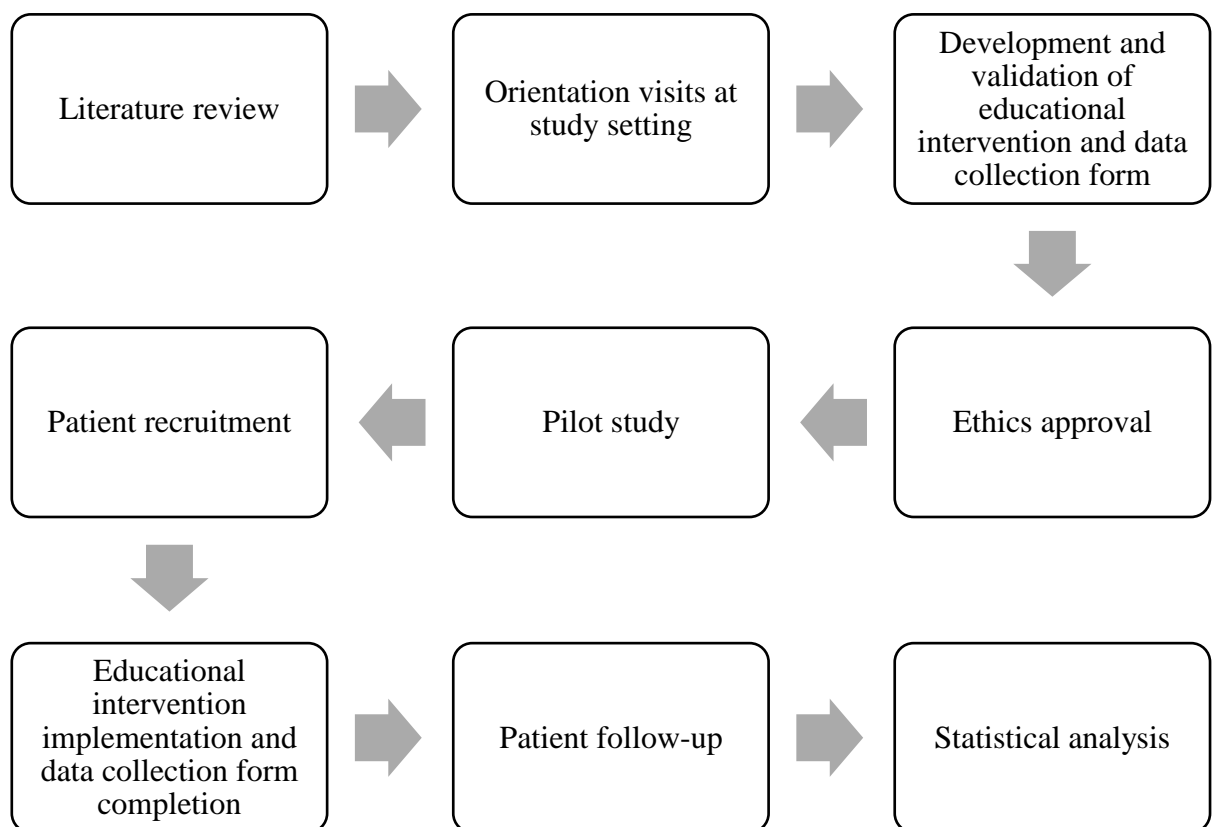 Literature review
Orientation visits at
study setting
Development and
validation of
educational
intervention and data
collection form
Ethics approval
Pilot study
Patient recruitment
Educational
intervention
implementation and
data collection form
completion
Patient follow-up
Statistical analysis